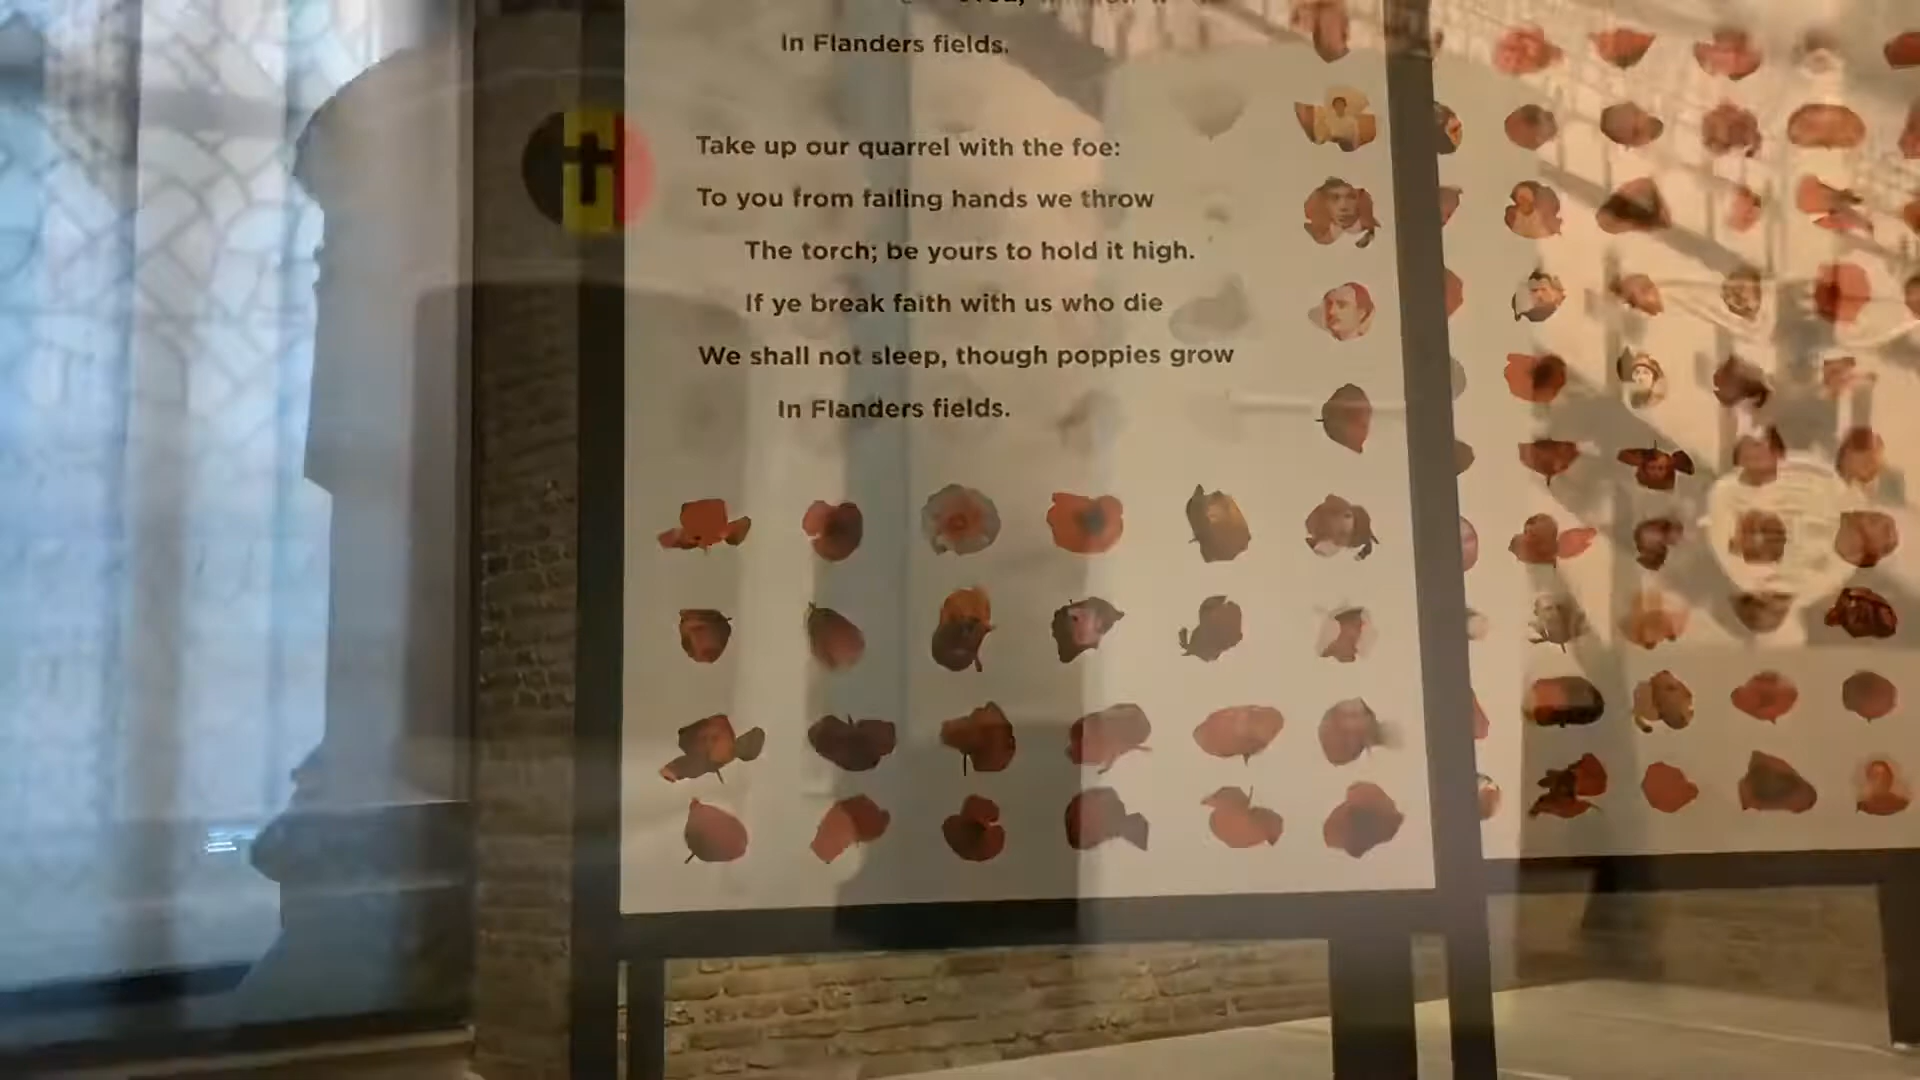 In Flanders fields.
Take up our quarrel with the foe:
To you from failing hands we throw
The torch; be yours to hold it high.
If ye break faith with us who die
We shall not sleep, though poppies grow
In Flanders fields.